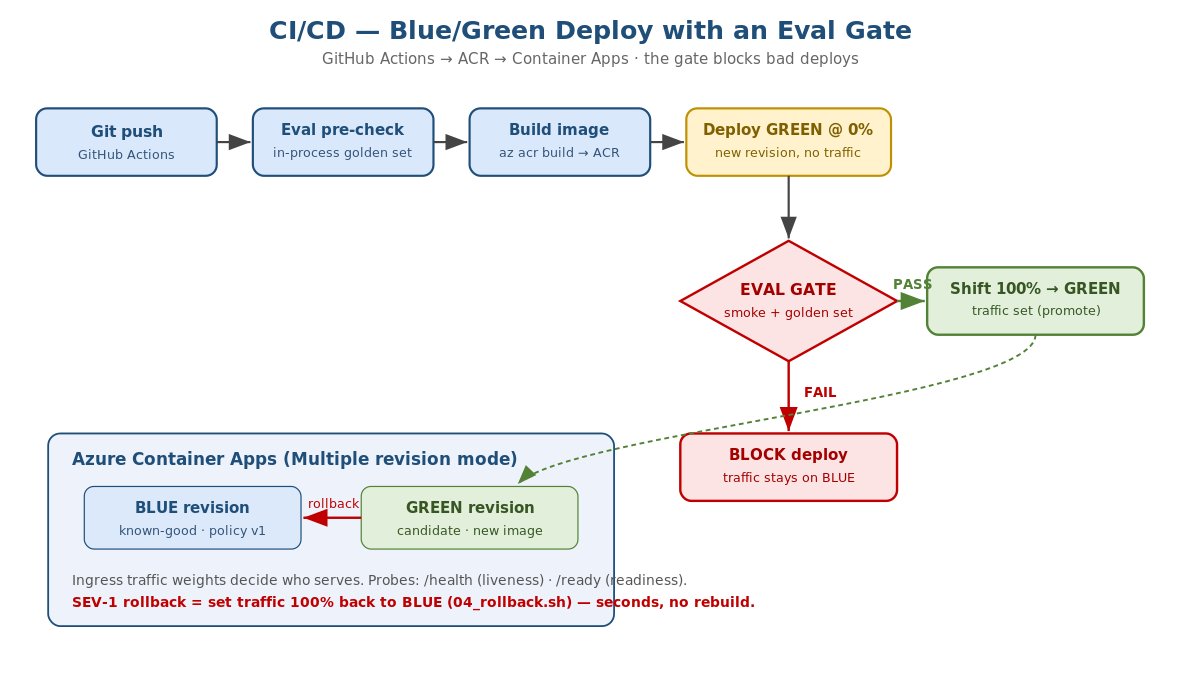 CI/CD — Blue/Green Deploy with an Eval Gate
GitHub Actions → ACR → Container Apps · the gate blocks bad deploys
Git push
GitHub Actions
Eval pre-check
in-process golden set
Build image
az acr build → ACR
Deploy GREEN @ 0%
new revision, no traffic
EVAL GATE
smoke + golden set
PASS
Shift 100% → GREEN
traffic set (promote)
FAIL
BLOCK deploy
traffic stays on BLUE
Azure Container Apps (Multiple revision mode)
BLUE revision
known-good · policy v1
rollback
GREEN revision
candidate · new image
Ingress traffic weights decide who serves. Probes: /health (liveness) · /ready (readiness).
SEV-1 rollback = set traffic 100% back to BLUE (04_rollback.sh) — seconds, no rebuild.